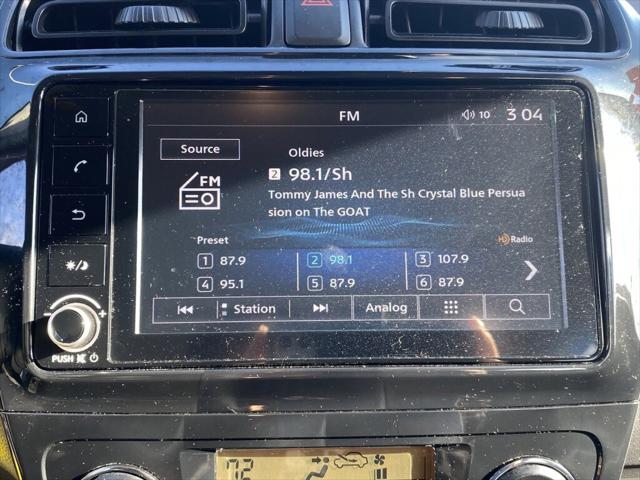 FM
10
3 04
Source
Oldies
2 98.1/Sh
FM
Tommy James And The Sh Crystal Blue Persua
sion on The GOAT
Preset
HD Radio
1 87.9
2 98.1
3 107.9
4 95.1
5 87.9
6 87.9
Station
Analog
PUSH
72